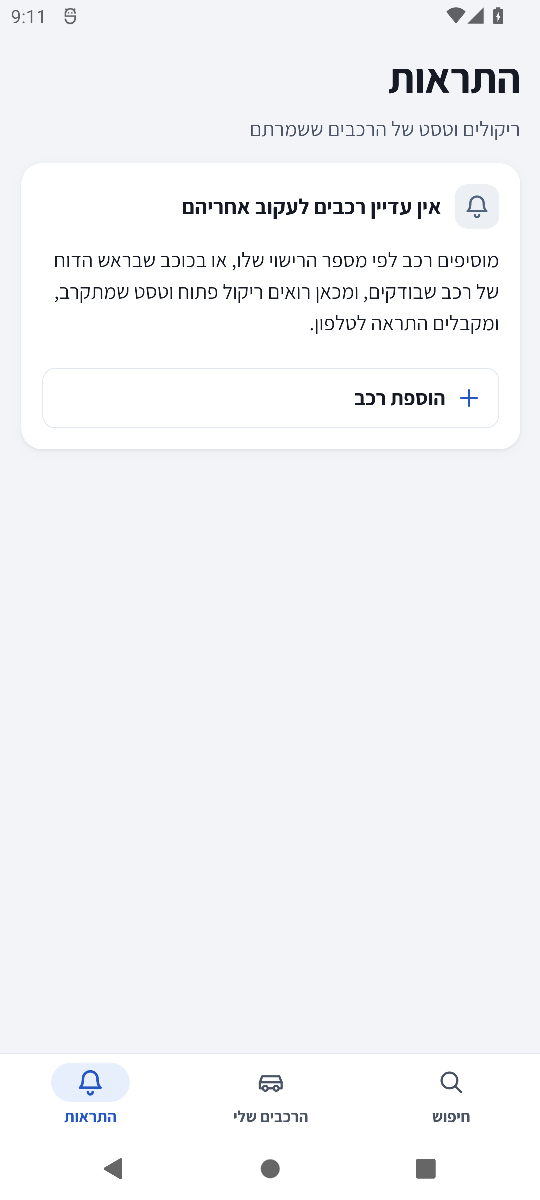 9:11
התראות
ריקולים וטסט של הרכבים ששמרתם
אין עדיין רכבים לעקוב אחריהם
מוסיפים רכב לפי מספר הרישוי שלו, או בכוכב שבראש הדוח
של רכב שבודקים, ומכאן רואים ריקול פתוח וטסט שמתקרב,
ומקבלים התראה לטלפון.
הוספת רכב
חיפוש
הרכבים שלי
התראות